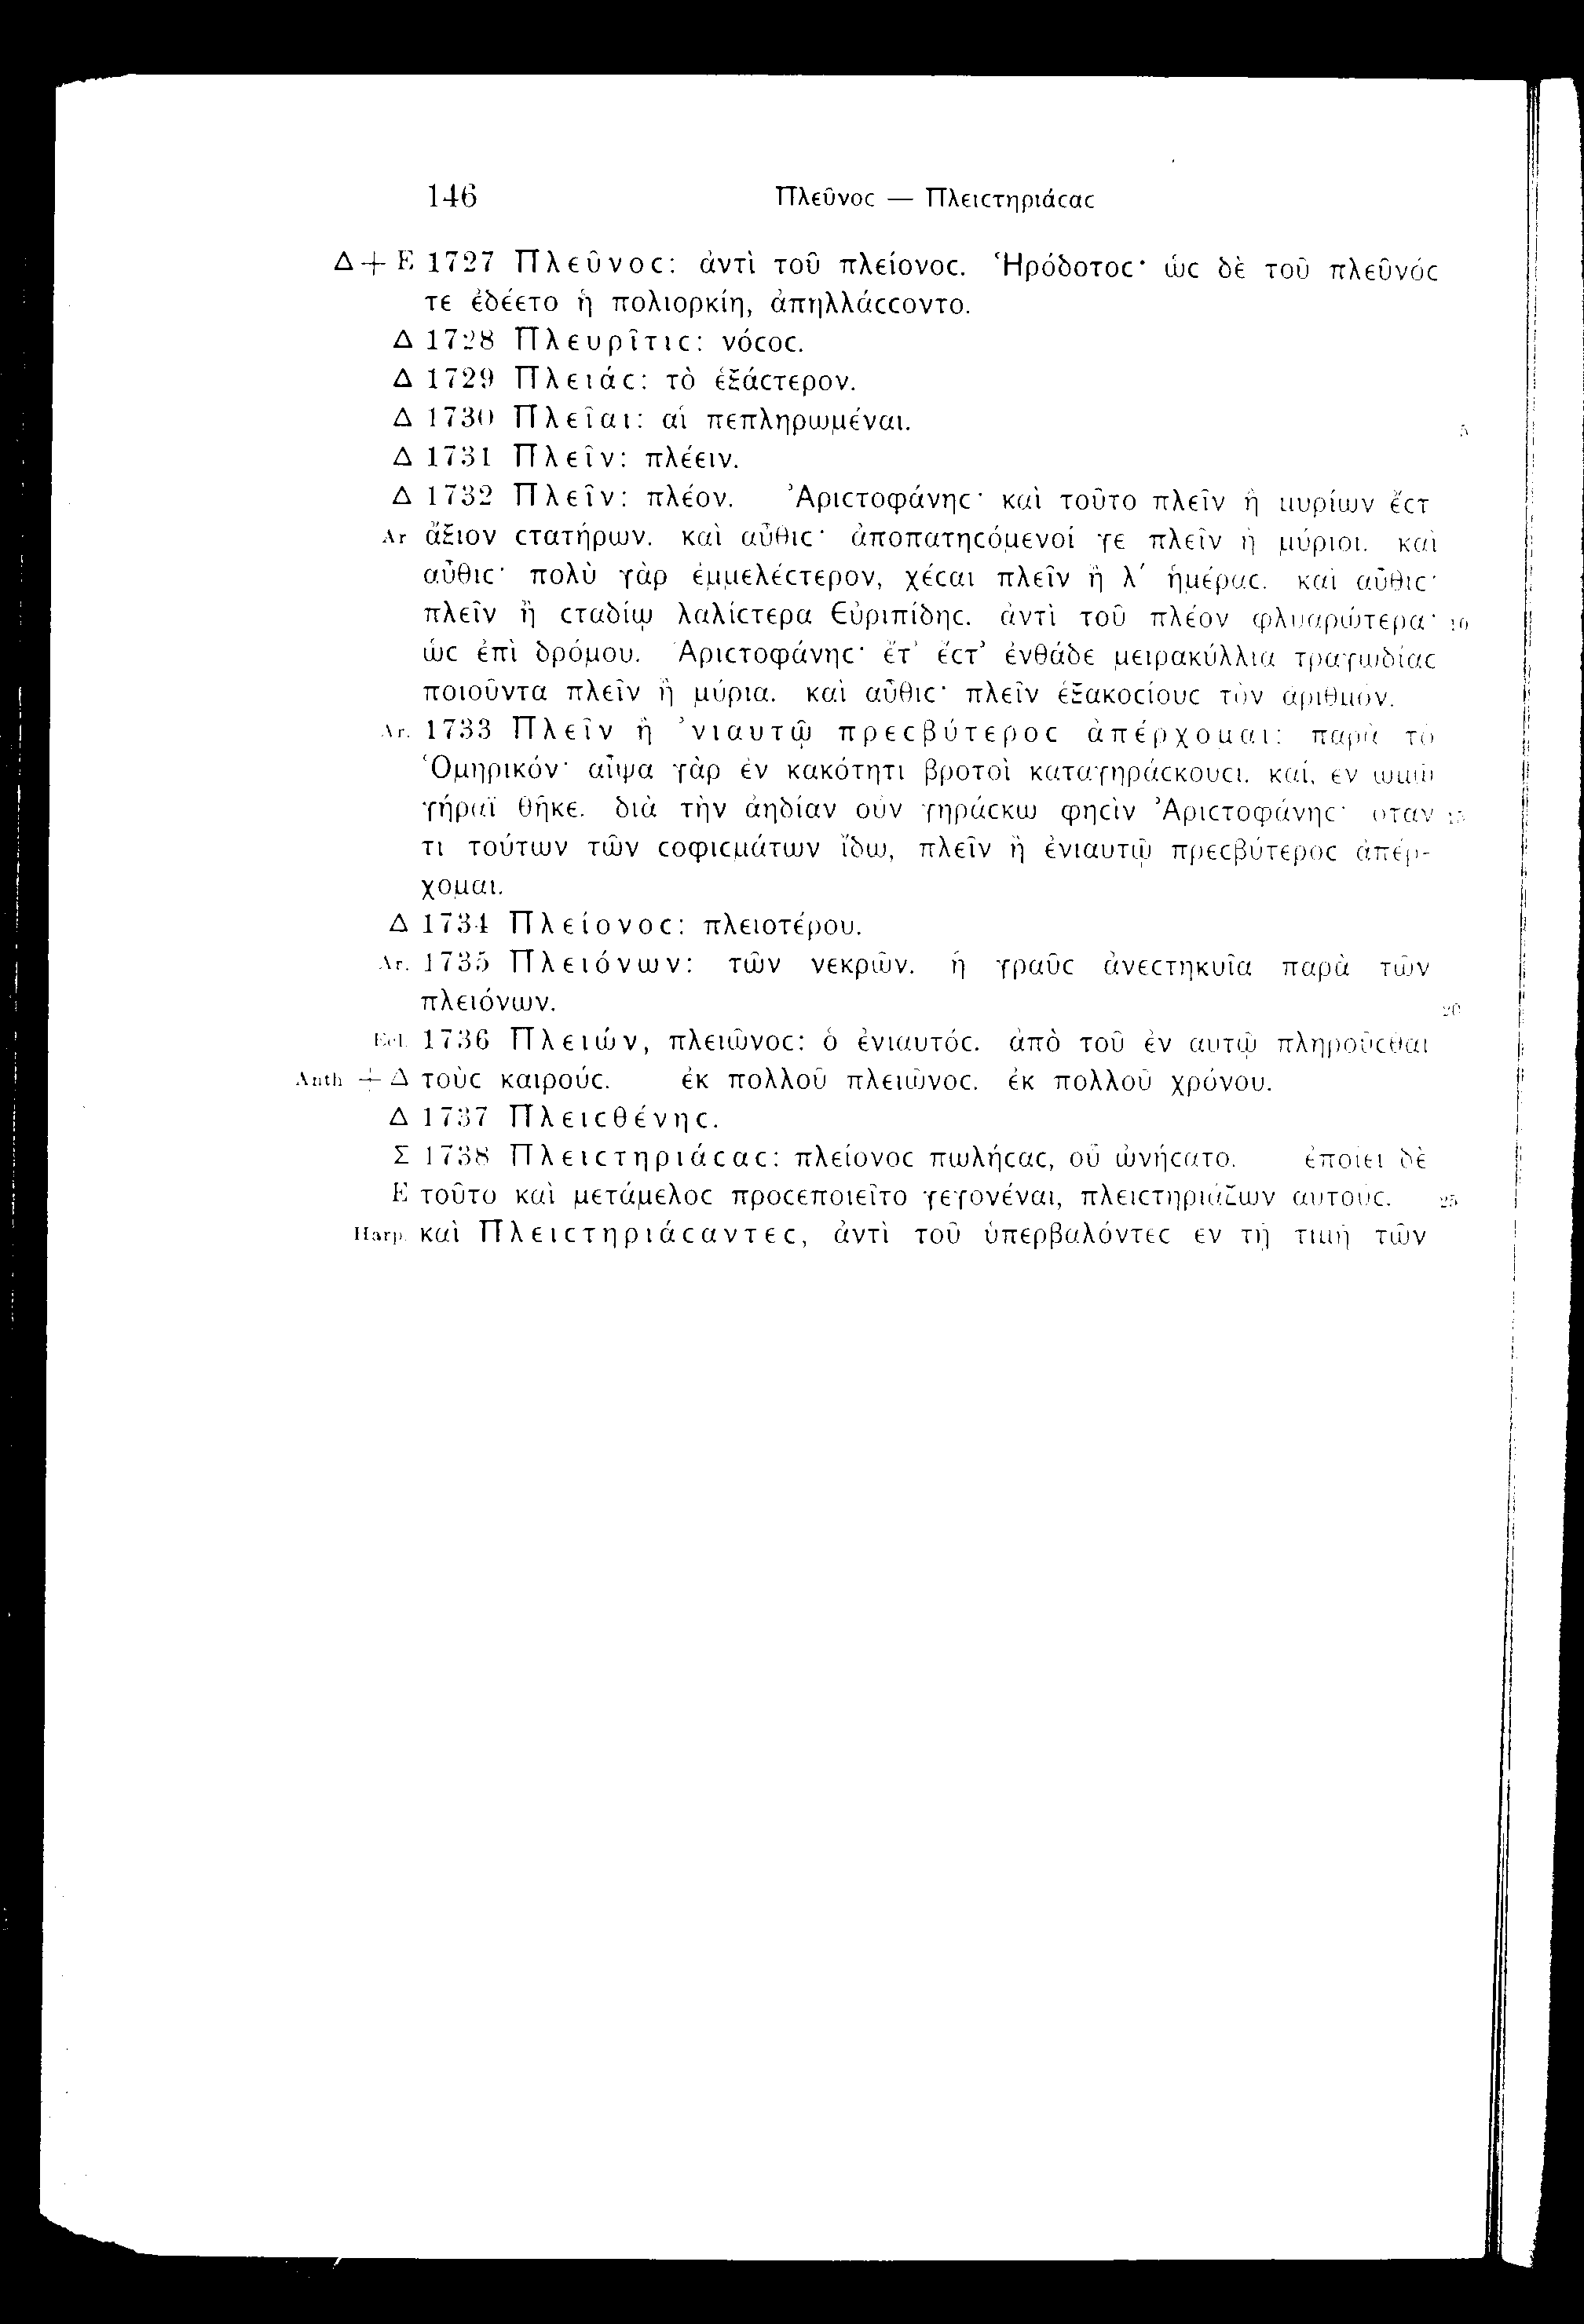 146 Πλεῦνοϲ — Πλειϲτηριάϲαϲ
Δ + E 1727 Πλεῦνοϲ: ἀντὶ τοῦ πλείονοϲ. Ἡρόδοτοϲ· ὡϲ δὲ τοῦ πλεῦνόϲ
τε ἐδέετο ἡ πολιορκίη, ἀπηλλάϲϲοντο.
Δ 1728 Πλευρῖτιϲ: νόϲοϲ.
Δ 1729 Πλειάϲ: τὸ ἑξάϲτερον.
Δ 1730 Πλεῖαι: αἱ πεπληρωμέναι. 5
Δ 1731 Πλεῖν: πλέειν.
Δ 1732 Πλεῖν: πλέον. Ἀριϲτοφάνηϲ· καὶ τοῦτο πλεῖν ἢ μυρίων ἔϲτ
Ar ἄξιον ϲτατήρων. καὶ αὖθιϲ· ἀποπατηϲόμενοί γε πλεῖν ἢ μύριοι. καὶ
αὖθιϲ· πολὺ γὰρ ἐμμελέϲτερον, χέϲαι πλεῖν ἢ λ′ ἡμέραϲ. καὶ αὖθιϲ·
πλεῖν ἢ ϲταδίῳ λαλίϲτερα Εὐριπίδηϲ. ἀντὶ τοῦ πλέον φλυαρώτερα· 10
ὡϲ ἐπὶ δρόμου. Ἀριϲτοφάνηϲ· ἔτ' ἔϲτ' ἐνθάδε μειρακύλλια τραγωδίαϲ
ποιοῦντα πλεῖν ἢ μύρια. καὶ αὖθιϲ· πλεῖν ἑξακοϲίουϲ τὸν ἀριθμόν.
Ar. 1733 Πλεῖν ἢ 'νιαυτῷ πρεϲβύτεροϲ ἀπέρχομαι: παρὰ τὸ
Ὁμηρικόν· αἶψα γὰρ ἐν κακότητι βροτοὶ καταγηράϲκουϲι. καί, ἐν ὠμῷ
γήραϊ θῆκε. διὰ τὴν ἀηδίαν οὖν γηράϲκω φηϲὶν Ἀριϲτοφάνηϲ· ὅταν 15
τι τούτων τῶν ϲοφιϲμάτων ἴδω, πλεῖν ἢ ἐνιαυτῷ πρεϲβύτεροϲ ἀπέρ-
χομαι.
Δ 1734 Πλείονοϲ: πλειοτέρου.
Ar. 1735 Πλειόνων: τῶν νεκρῶν. ἡ γραῦϲ ἀνεϲτηκυῖα παρὰ τῶν
πλειόνων. 20
Ecl. 1736 Πλειών, πλειῶνοϲ: ὁ ἐνιαυτόϲ. ἀπὸ τοῦ ἐν αὐτῷ πληροῦϲθαι
Anth + Δ τοὺϲ καιρούϲ. ἐκ πολλοῦ πλειῶνοϲ. ἐκ πολλοῦ χρόνου.
Δ 1737 Πλειϲθένηϲ.
Σ 1738 Πλειϲτηριάϲαϲ: πλείονοϲ πωλήϲαϲ, οὗ ὠνήϲατο. ἐποίει δὲ
E τοῦτο καὶ μετάμελοϲ προϲεποιεῖτο γεγονέναι, πλειϲτηριάζων αὐτούϲ. 25
Harp. καὶ Πλειϲτηριάϲαντεϲ, ἀντὶ τοῦ ὑπερβαλόντεϲ ἐν τῇ τιμῇ τῶν